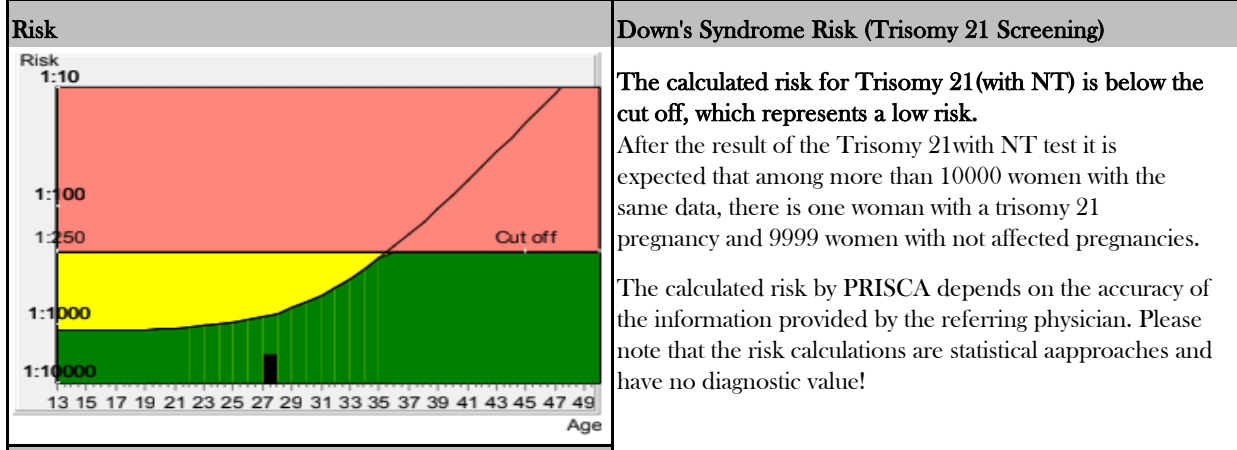 Risk
Down's Syndrome Risk (Trisomy 21 Screening)
Risk
1:10
1:100
1:250
Cut off
1:1000
1:10000
13 15 17 19 21 23 25 27 29 31 33 35 37 39 41 43 45 47 49
Age
The calculated risk for Trisomy 21(with NT) is below the
cut off, which represents a low risk.
After the result of the Trisomy 21with NT test it is
expected that among more than 10000 women with the
same data, there is one woman with a trisomy 21
pregnancy and 9999 women with not affected pregnancies.
The calculated risk by PRISCA depends on the accuracy of
the information provided by the referring physician. Please
note that the risk calculations are statistical aapproaches and
have no diagnostic value!